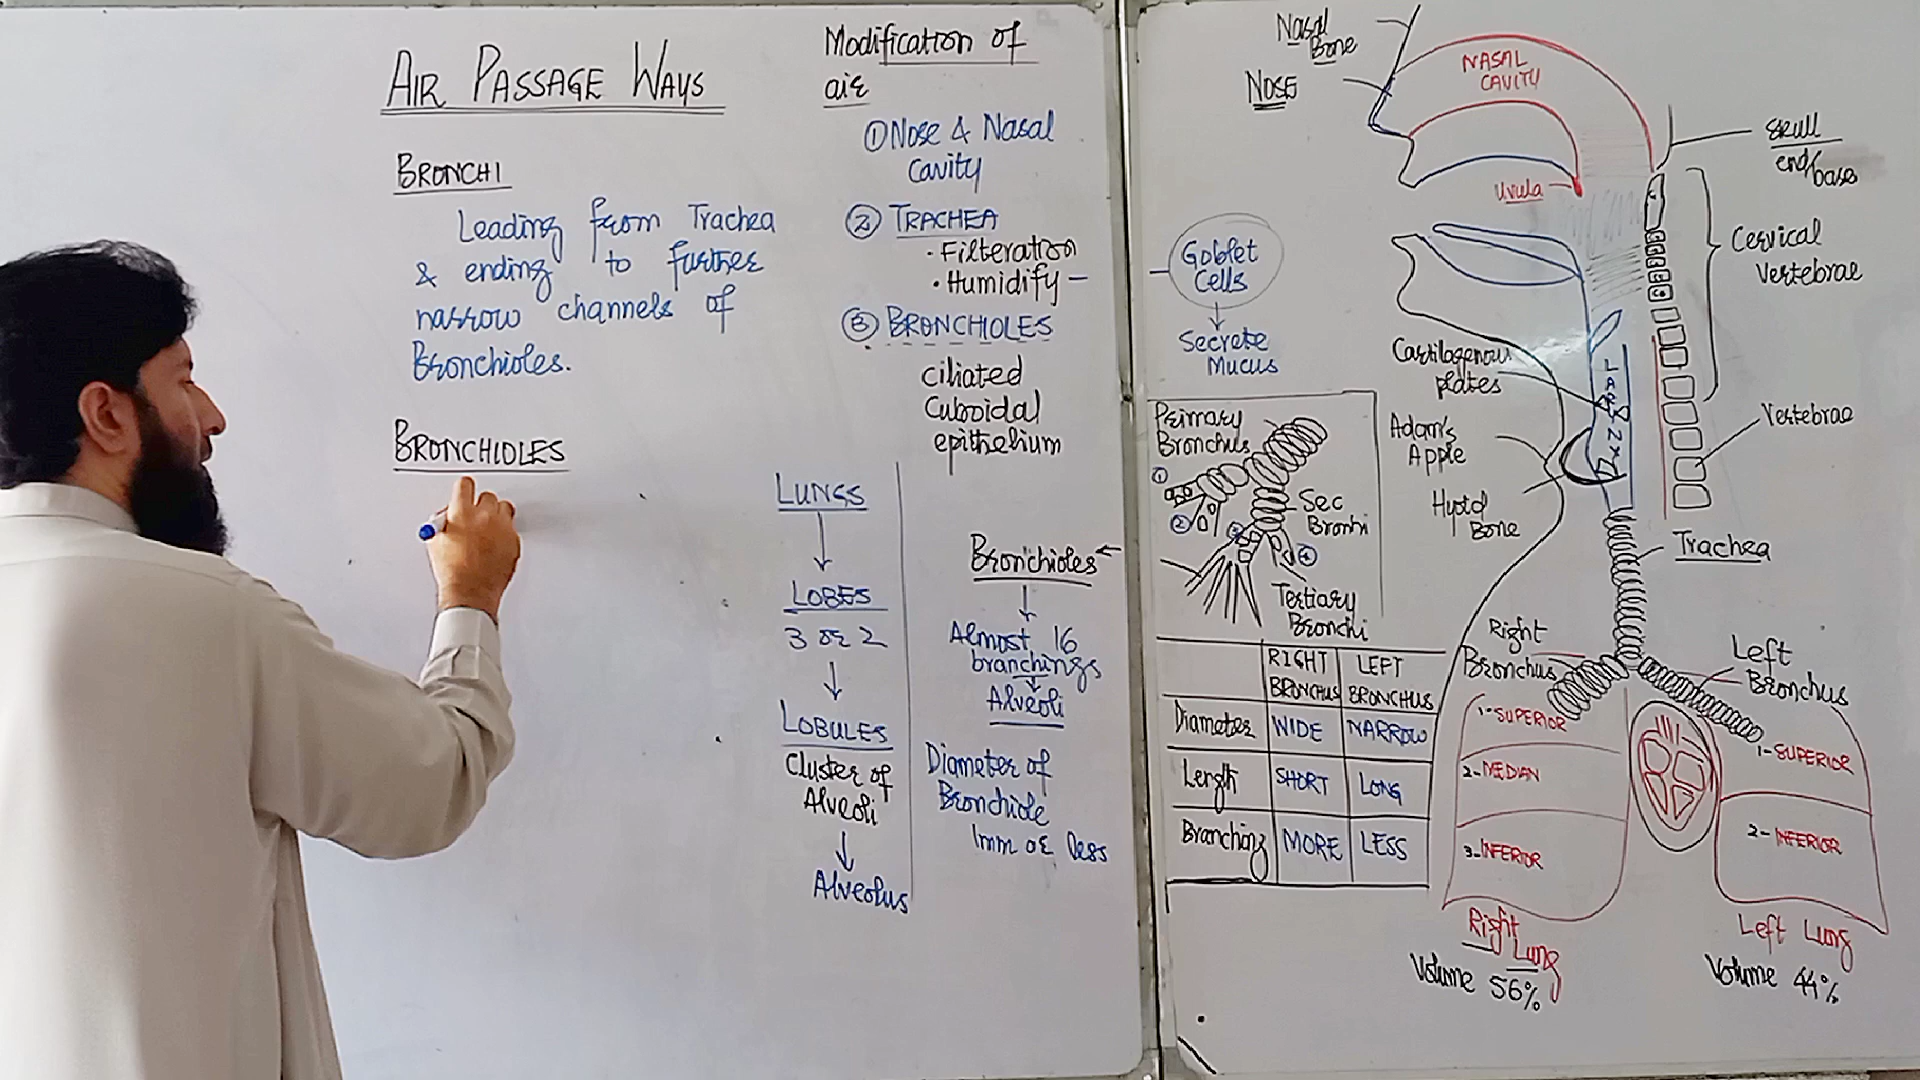 AIR PASSAGE WAYS
BRONCHI
Leading from Trachea
& ending to further
narrow channels of
Bronchioles.
BRONCHIOLES
Modification of
air
① Nose & Nasal
Cavity
② TRACHEA
• Filteration
• Humidify –
③ BRONCHIOLES
ciliated
Cuboidal
epithelium
LUNGS
LOBES
3 or 2
LOBULES
Cluster of
Alveoli
Alveolus
Bronchioles
Almost 16
branchings
Alveoli
Diameter of
Bronchiole
1mm or less
Goblet
Cells
Secrete
Mucus
Primary
Bronchus
①
②
③
④
Sec
Bronhi
Tertiary
Bronchi
RIGHT BRONCHUS LEFT BRONCHUS
Diameter WIDE NARROW
Length SHORT LONG
Branching MORE LESS
Nasal
Bone
NOSE
NASAL
CAVITY
Uvula
Skull
end/base
Cervical
Vertebrae
Cartilagenous
plates
LARYNX
Adam's
Apple
Hyoid
Bone
Vertebrae
Trachea
Right
Bronchus
Left
Bronchus
1-SUPERIOR
2-MEDIAN
3-INFERIOR
1-SUPERIOR
2-INFERIOR
Right
Lung
Volume 56%
Left Lung
Volume 44%